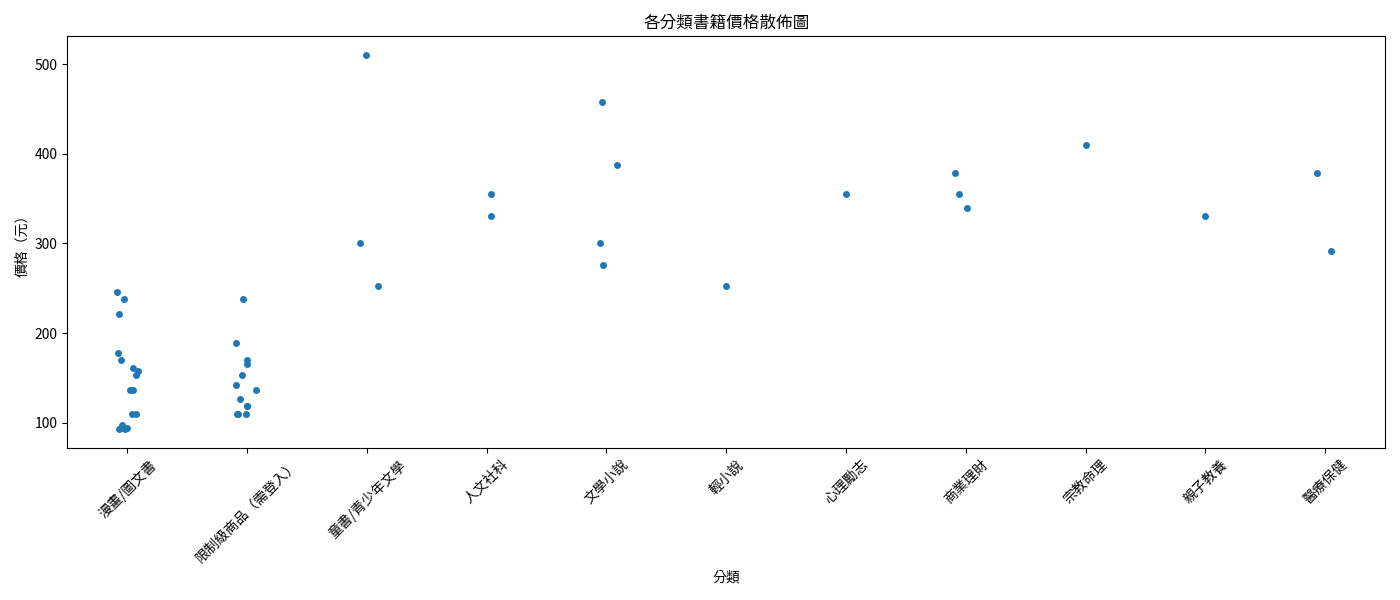 各分類書籍價格散佈圖
價格（元）
500
400
300
200
100
漫畫/圖文書
限制級商品（需登入）
童書/青少年文學
人文社科
文學小說
輕小說
心理勵志
商業理財
宗教命理
親子教養
醫療保健
分類